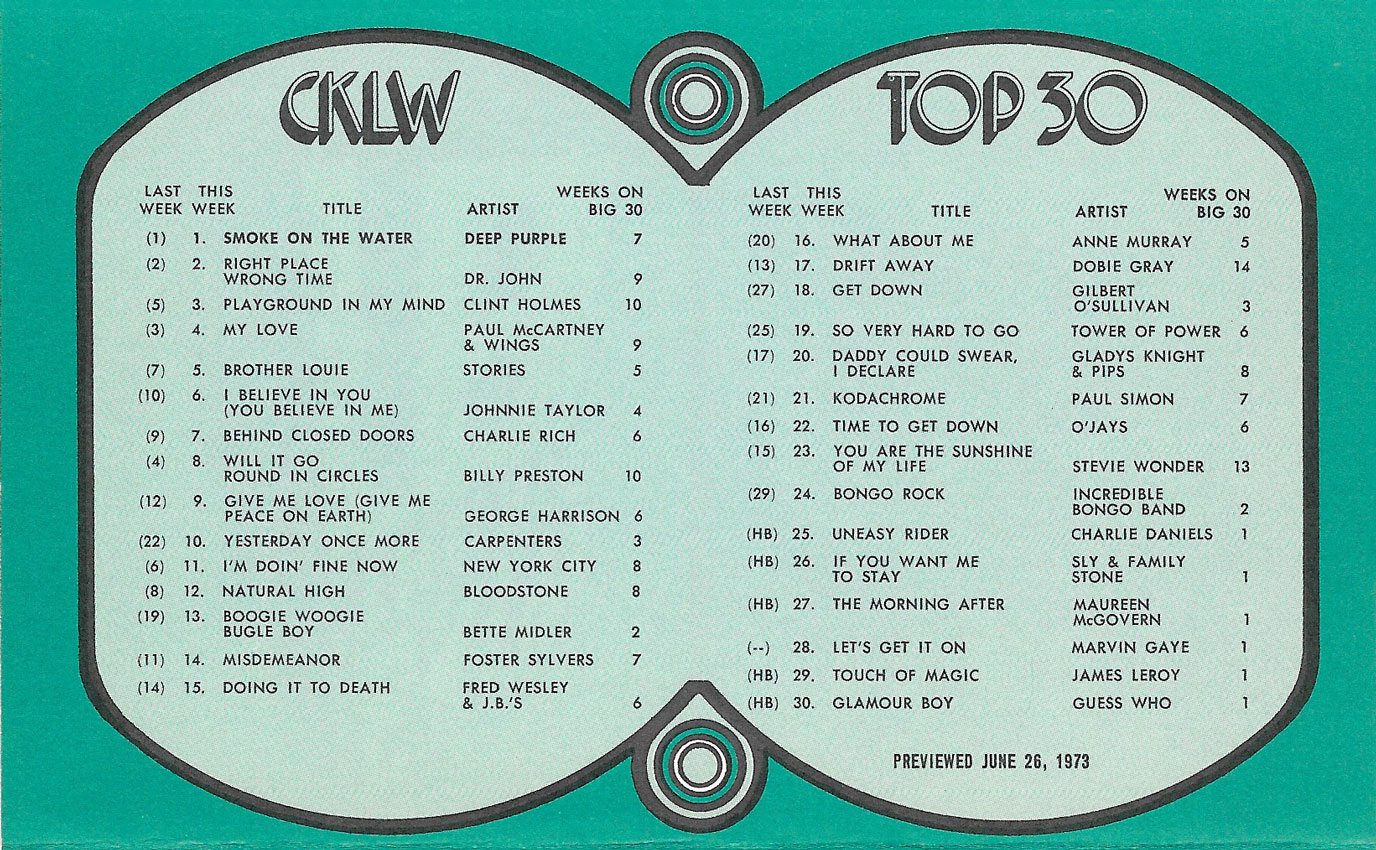 CKLW
LAST THIS
WEEKS ON
WEEK WEEK TITLE ARTIST BIG 30
(1) 1. SMOKE ON THE WATER DEEP PURPLE 7
(2) 2. RIGHT PLACE
WRONG TIME DR. JOHN 9
(5) 3. PLAYGROUND IN MY MIND CLINT HOLMES 10
(3) 4. MY LOVE PAUL McCARTNEY
& WINGS 9
(7) 5. BROTHER LOUIE STORIES 5
(10) 6. I BELIEVE IN YOU
(YOU BELIEVE IN ME) JOHNNIE TAYLOR 4
(9) 7. BEHIND CLOSED DOORS CHARLIE RICH 6
(4) 8. WILL IT GO
ROUND IN CIRCLES BILLY PRESTON 10
(12) 9. GIVE ME LOVE (GIVE ME
PEACE ON EARTH) GEORGE HARRISON 6
(22) 10. YESTERDAY ONCE MORE CARPENTERS 3
(6) 11. I'M DOIN' FINE NOW NEW YORK CITY 8
(8) 12. NATURAL HIGH BLOODSTONE 8
(19) 13. BOOGIE WOOGIE
BUGLE BOY BETTE MIDLER 2
(11) 14. MISDEMEANOR FOSTER SYLVERS 7
(14) 15. DOING IT TO DEATH FRED WESLEY
& J.B.'S 6
TOP 30
LAST THIS
WEEKS ON
WEEK WEEK TITLE ARTIST BIG 30
(20) 16. WHAT ABOUT ME ANNE MURRAY 5
(13) 17. DRIFT AWAY DOBIE GRAY 14
(27) 18. GET DOWN GILBERT
O'SULLIVAN 3
(25) 19. SO VERY HARD TO GO TOWER OF POWER 6
(17) 20. DADDY COULD SWEAR, GLADYS KNIGHT
I DECLARE & PIPS 8
(21) 21. KODACHROME PAUL SIMON 7
(16) 22. TIME TO GET DOWN O'JAYS 6
(15) 23. YOU ARE THE SUNSHINE
OF MY LIFE STEVIE WONDER 13
(29) 24. BONGO ROCK INCREDIBLE
BONGO BAND 2
(HB) 25. UNEASY RIDER CHARLIE DANIELS 1
(HB) 26. IF YOU WANT ME SLY & FAMILY
TO STAY STONE 1
(HB) 27. THE MORNING AFTER MAUREEN
McGOVERN 1
(--) 28. LET'S GET IT ON MARVIN GAYE 1
(HB) 29. TOUCH OF MAGIC JAMES LEROY 1
(HB) 30. GLAMOUR BOY GUESS WHO 1
PREVIEWED JUNE 26, 1973